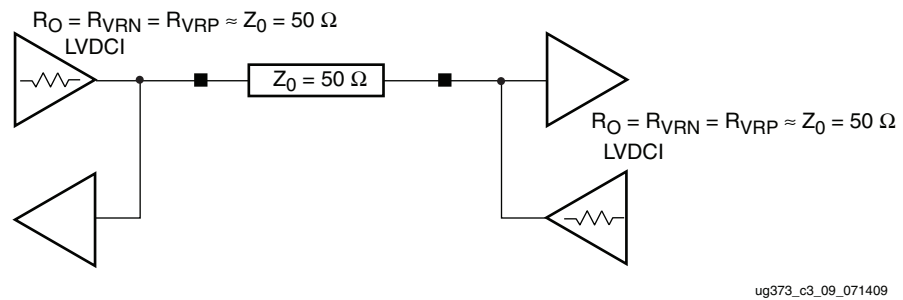 R_O = R_VRN = R_VRP ≈ Z_0 = 50 Ω
LVDCI
Z_0 = 50 Ω
R_O = R_VRN = R_VRP ≈ Z_0 = 50 Ω
LVDCI
ug373_c3_09_071409